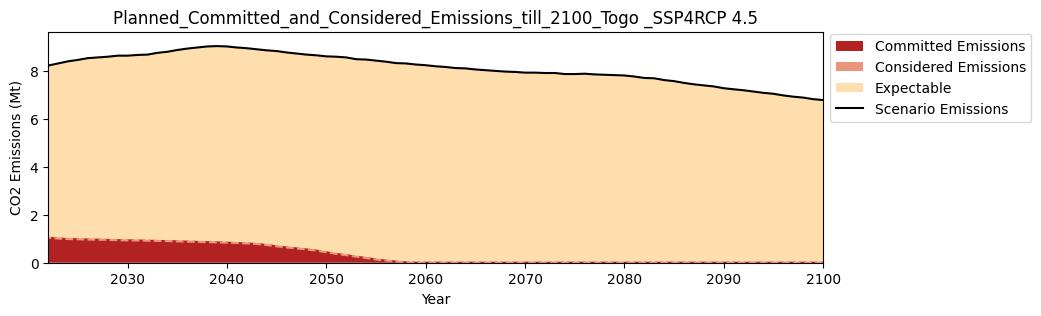 Planned_Committed_and_Considered_Emissions_till_2100_Togo _SSP4RCP 4.5
Committed Emissions
Considered Emissions
Expectable
Scenario Emissions
CO2 Emissions (Mt)
8
6
4
2
0
2030 2040 2050 2060 2070 2080 2090 2100
Year